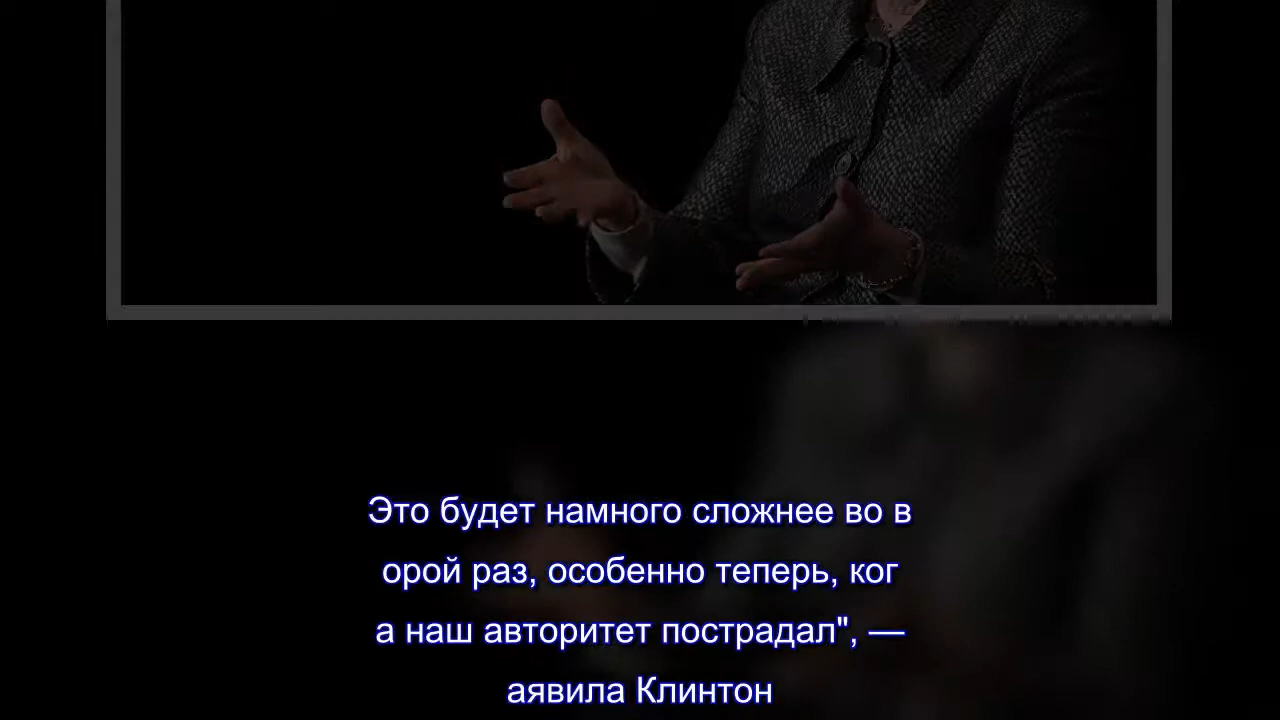 Это будет намного сложнее во в
орой раз, особенно теперь, ког
а наш авторитет пострадал", —
аявила Клинтон